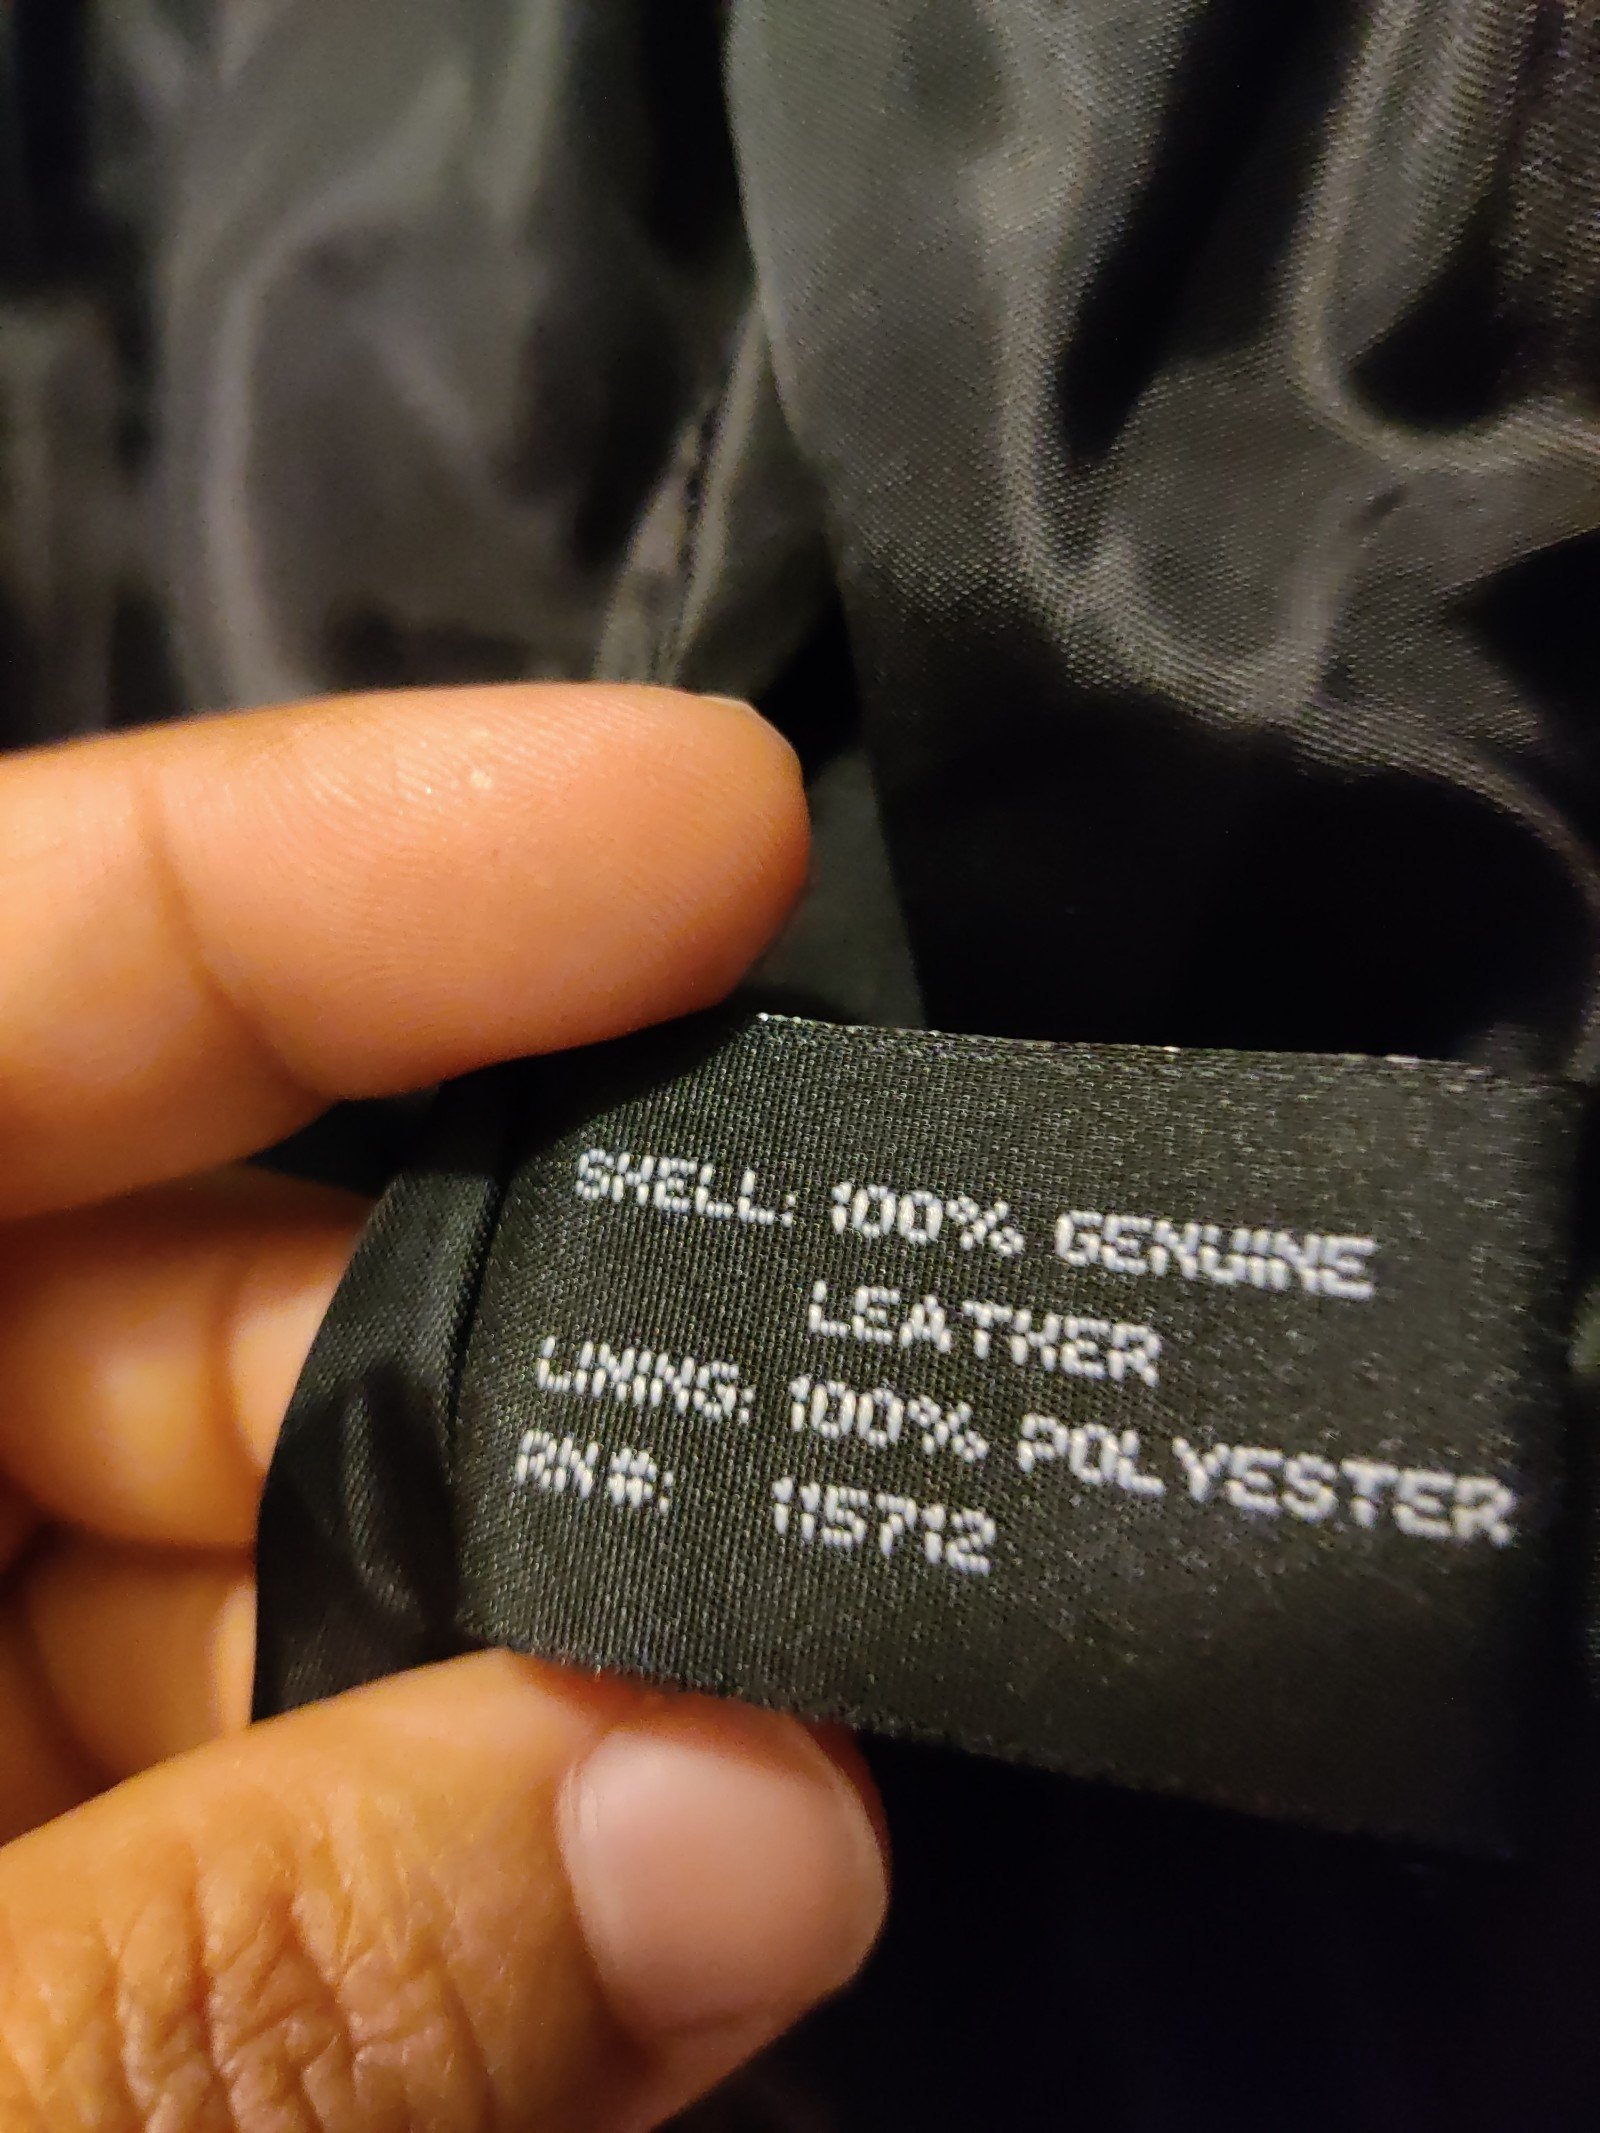 SHELL: 100% GENUINE
LEATHER
LINING: 100% POLYESTER
RN#: 115712